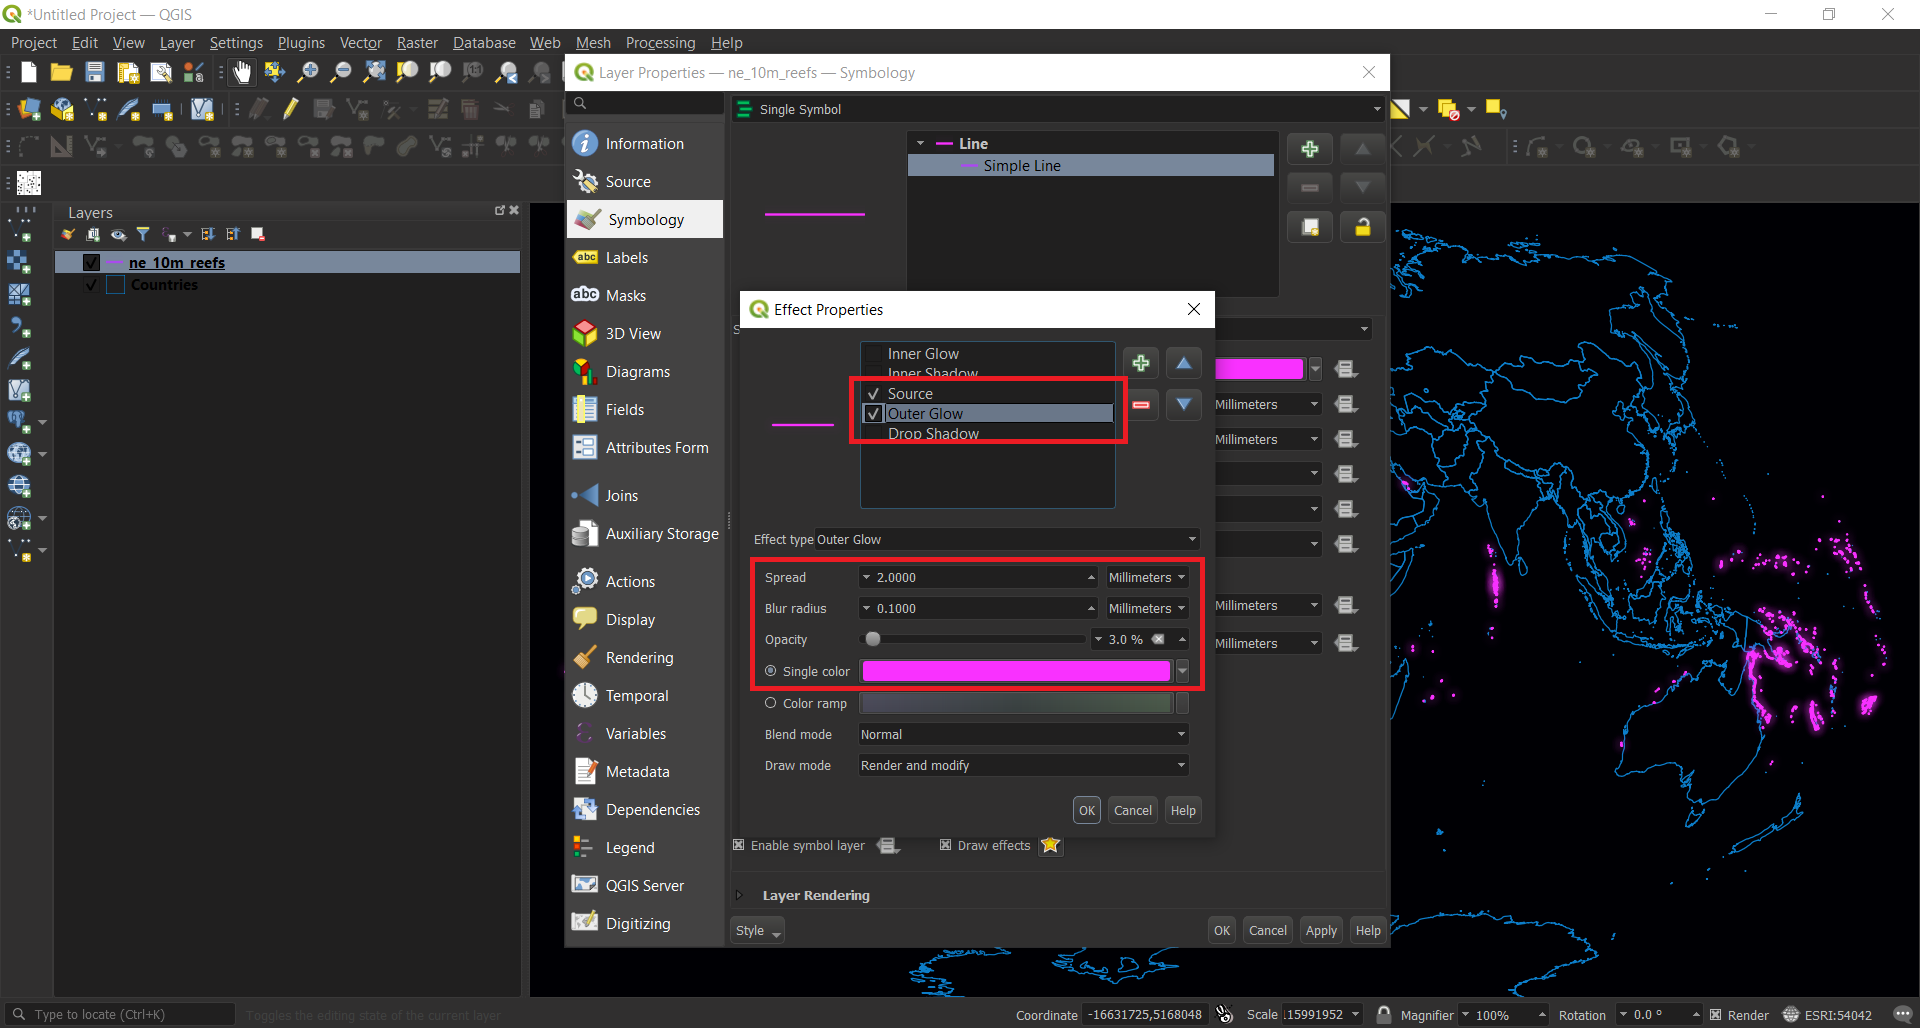 *Untitled Project — QGIS
Project Edit View Layer Settings Plugins Vector Raster Database Web Mesh Processing Help
Layer Properties — ne_10m_reefs — Symbology
Single Symbol
Information
Source
Symbology
Labels
Masks
3D View
Diagrams
Fields
Attributes Form
Joins
Auxiliary Storage
Actions
Display
Rendering
Temporal
Variables
Metadata
Dependencies
Legend
QGIS Server
Digitizing
abc
abc
Line
Simple Line
Layers
ne_10m_reefs
Countries
Effect Properties
Inner Glow
Inner Shadow
Source
Outer Glow
Drop Shadow
Effect type Outer Glow
Spread 2.0000 Millimeters
Blur radius 0.1000 Millimeters
Opacity 3.0 %
Single color
Color ramp
Blend mode Normal
Draw mode Render and modify
OK Cancel Help
Millimeters
Millimeters
Millimeters
Millimeters
Enable symbol layer Draw effects
Layer Rendering
Style OK Cancel Apply Help
Type to locate (Ctrl+K) Toggles the editing state of the current layer Coordinate -16631725,5168048 Scale 15991952 Magnifier 100% Rotation 0.0 ° Render ESRI:54042